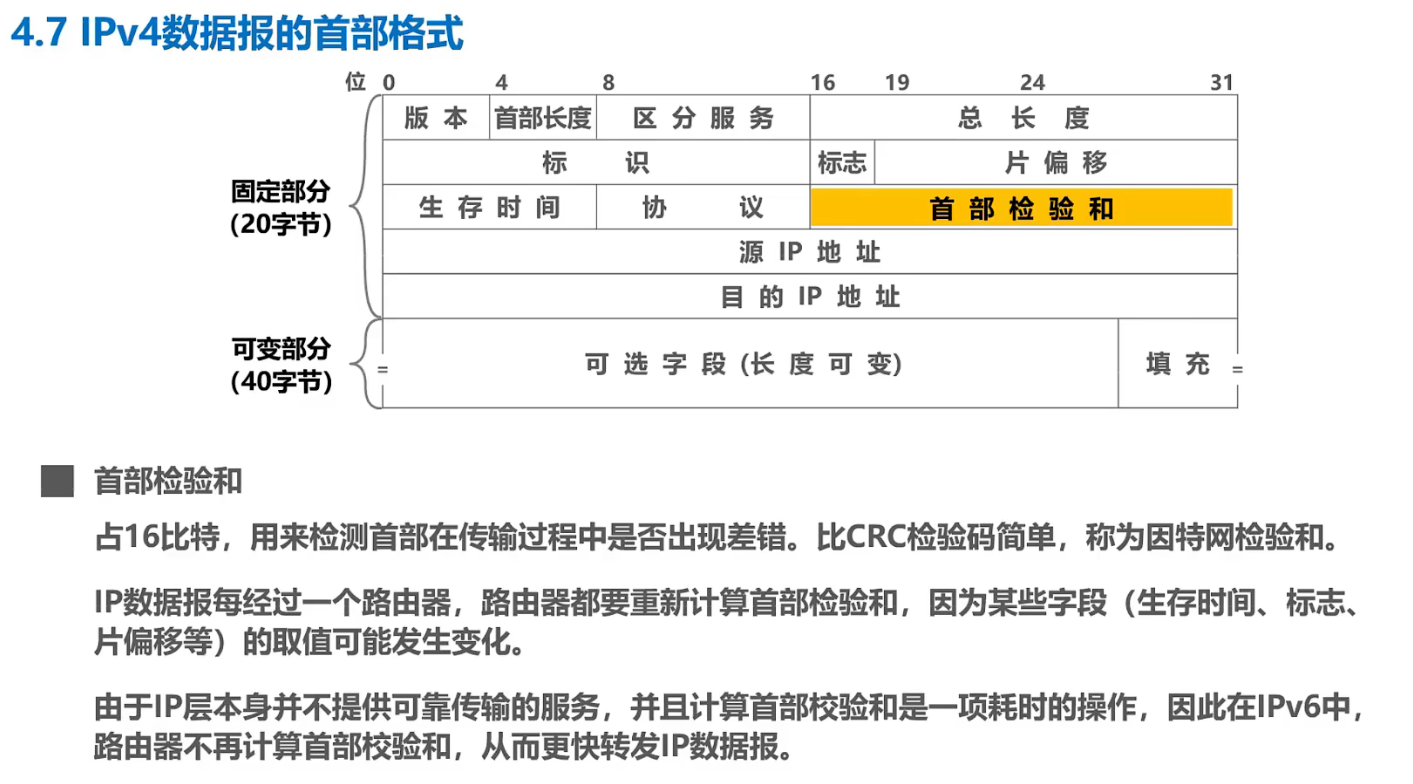 4.7 IPv4数据报的首部格式
位 0 4 8 16 19 24 31
版 本 首部长度 区 分 服 务 总 长 度
标 识 标志 片 偏 移
固定部分
(20字节)
生 存 时 间 协 议 首 部 检 验 和
源 IP 地 址
目 的 IP 地 址
可变部分
(40字节)
= 可 选 字 段 (长 度 可 变) 填 充 =
首部检验和
占16比特，用来检测首部在传输过程中是否出现差错。比CRC检验码简单，称为因特网检验和。
IP数据报每经过一个路由器，路由器都要重新计算首部检验和，因为某些字段（生存时间、标志、
片偏移等）的取值可能发生变化。
由于IP层本身并不提供可靠传输的服务，并且计算首部校验和是一项耗时的操作，因此在IPv6中，
路由器不再计算首部校验和，从而更快转发IP数据报。